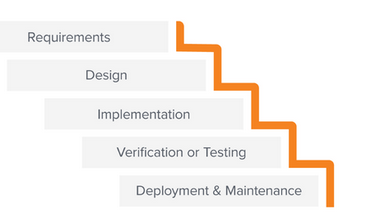 Requirements
Design
Implementation
Verification or Testing
Deployment & Maintenance